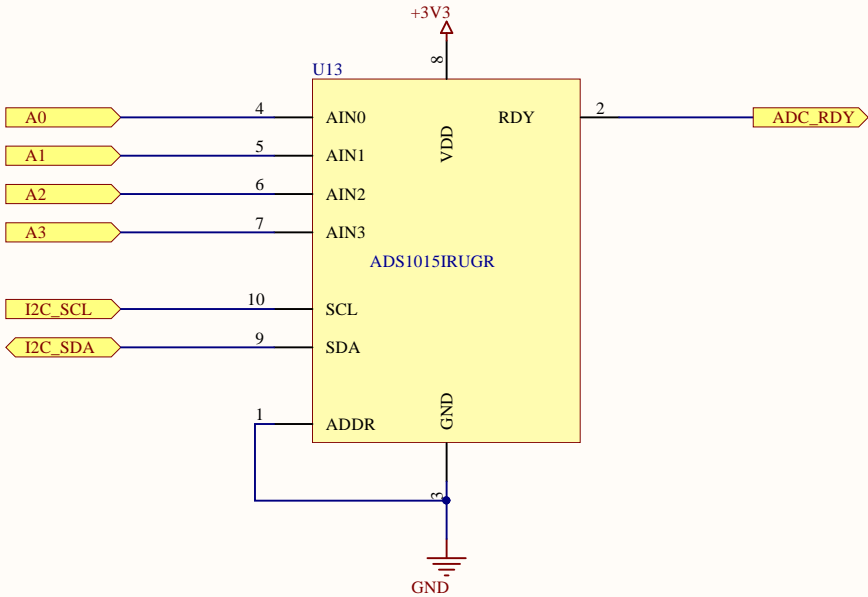 +3V3
8
U13
A0 4 AIN0 VDD RDY 2 ADC_RDY
A1 5 AIN1
A2 6 AIN2
A3 7 AIN3
ADS1015IRUGR
I2C_SCL 10 SCL
I2C_SDA 9 SDA
1 ADDR GND
3
GND